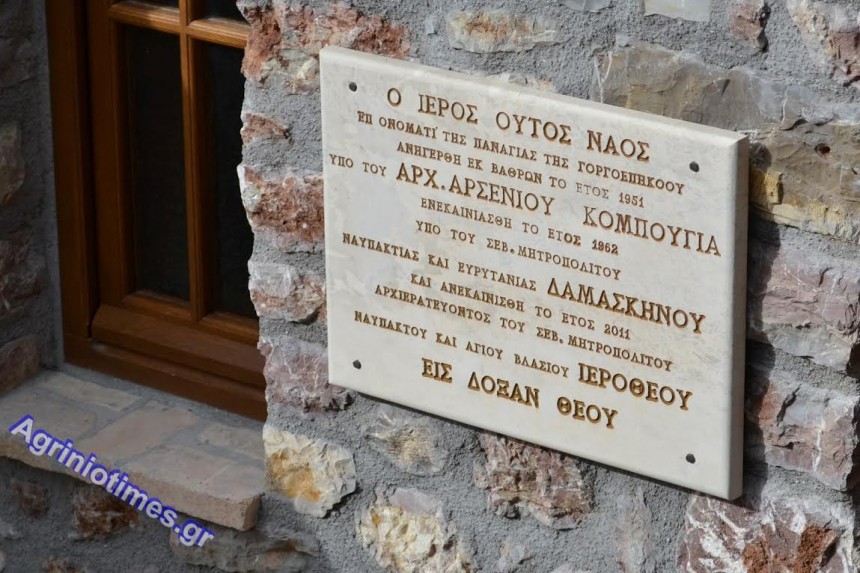 Ο ΙΕΡΟΣ ΟΥΤΟΣ ΝΑΟΣ
ΕΠ ΟΝΟΜΑΤΙ ΤΗΣ ΠΑΝΑΓΙΑΣ ΤΗΣ ΓΟΡΓΟΕΠΗΚΟΟΥ
ΑΝΗΓΕΡΘΗ ΕΚ ΒΑΘΡΩΝ ΤΟ ΕΤΟΣ 1951
ΥΠΟ ΤΟΥ ΑΡΧ. ΑΡΣΕΝΙΟΥ ΚΟΜΠΟΥΓΙΑ
ΕΝΕΚΑΙΝΙΑΣΘΗ ΤΟ ΕΤΟΣ 1962
ΥΠΟ ΤΟΥ ΣΕΒ. ΜΗΤΡΟΠΟΛΙΤΟΥ
ΝΑΥΠΑΚΤΙΑΣ ΚΑΙ ΕΥΡΥΤΑΝΙΑΣ ΔΑΜΑΣΚΗΝΟΥ
ΚΑΙ ΑΝΕΚΑΙΝΙΣΘΗ ΤΟ ΕΤΟΣ 2011
ΑΡΧΙΕΡΑΤΕΥΟΝΤΟΣ ΤΟΥ ΣΕΒ. ΜΗΤΡΟΠΟΛΙΤΟΥ
ΝΑΥΠΑΚΤΟΥ ΚΑΙ ΑΓΙΟΥ ΒΛΑΣΙΟΥ ΙΕΡΟΘΕΟΥ
ΕΙΣ ΔΟΞΑΝ ΘΕΟΥ
Agriniotimes.gr